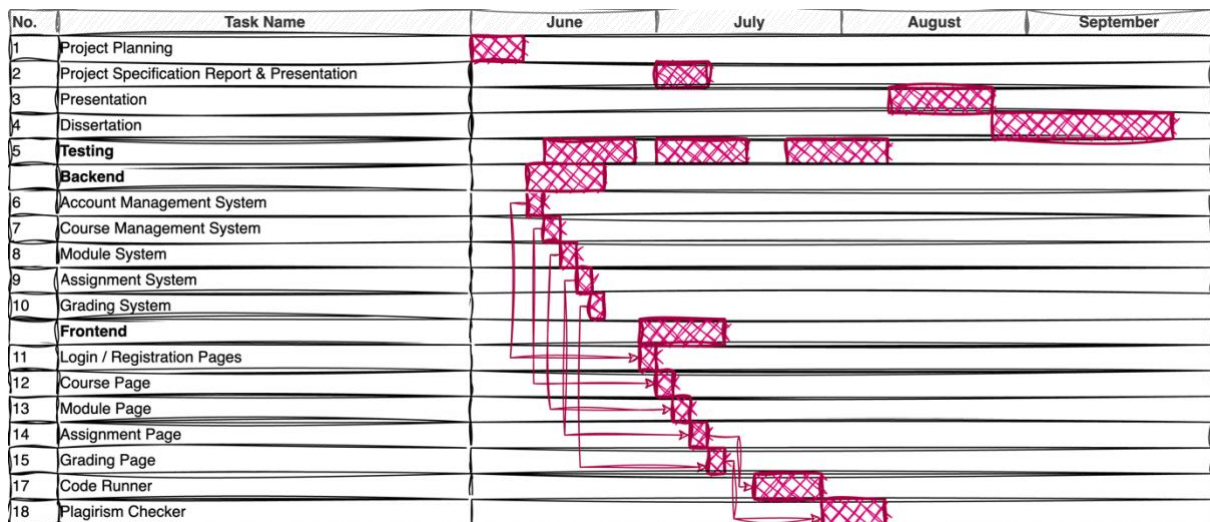 No. Task Name June July August September
1 Project Planning
2 Project Specification Report & Presentation
3 Presentation
4 Dissertation
5 Testing
Backend
6 Account Management System
7 Course Management System
8 Module System
9 Assignment System
10 Grading System
Frontend
11 Login / Registration Pages
12 Course Page
13 Module Page
14 Assignment Page
15 Grading Page
17 Code Runner
18 Plagirism Checker